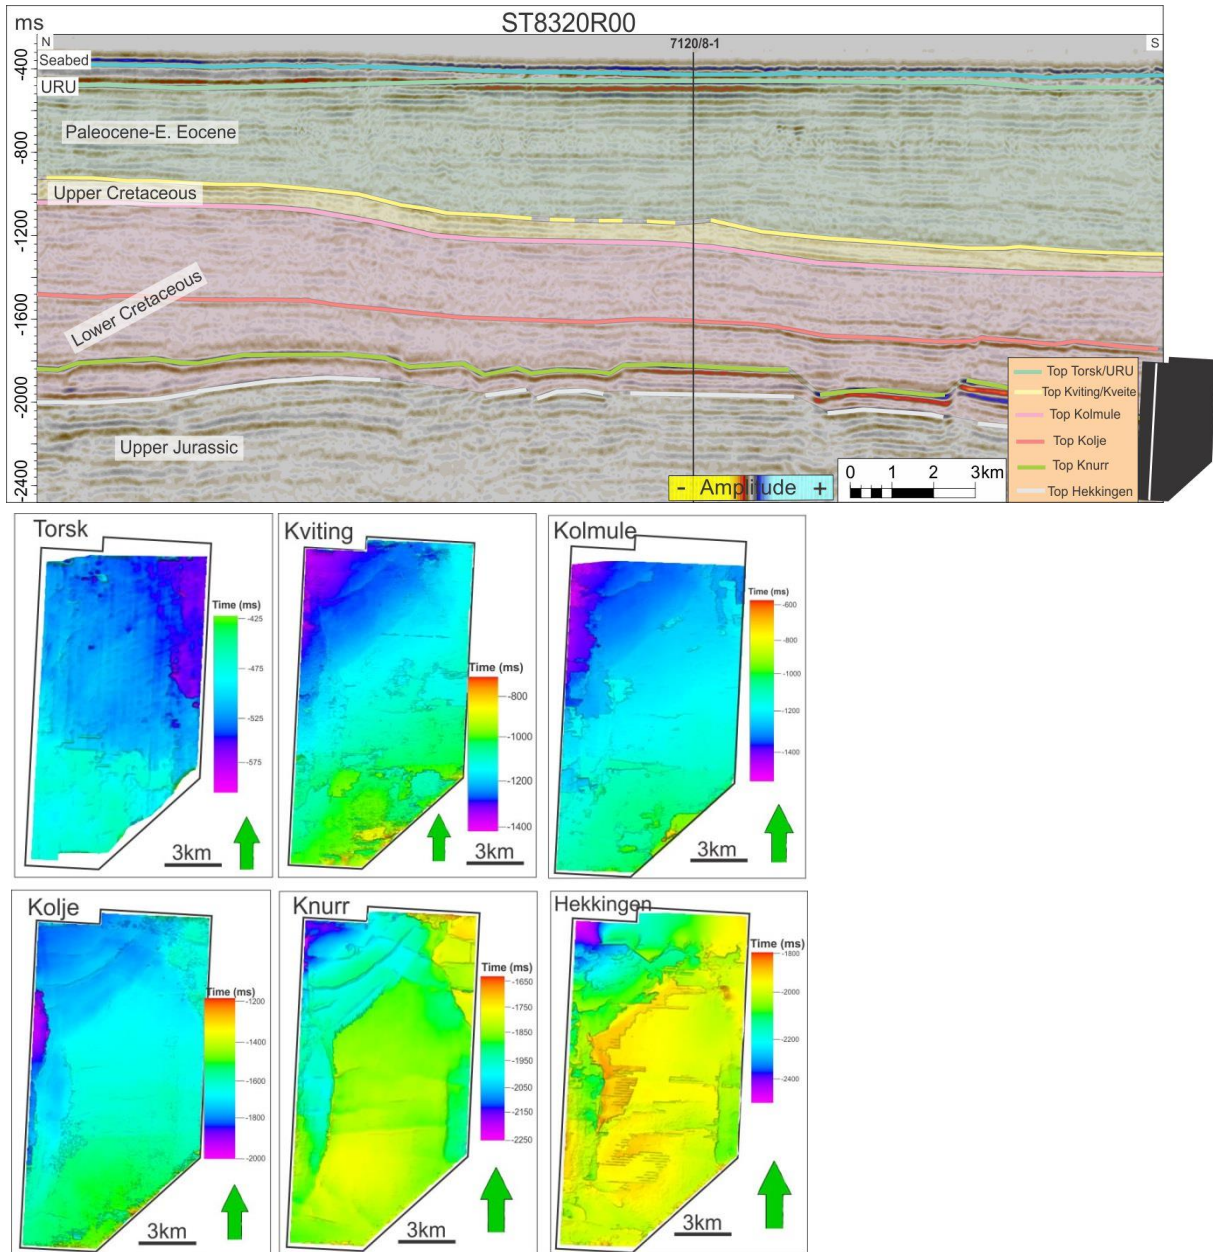 ST8320R00
ms
N
7120/8-1
S
Seabed
-400
URU
Paleocene-E. Eocene
-800
Upper Cretaceous
-1200
Lower Cretaceous
-1600
-2000
Upper Jurassic
-2400
- Amplitude +
0 1 2 3km
Top Torsk/URU
Top Kviting/Kveite
Top Kolmule
Top Kolje
Top Knurr
Top Hekkingen
Torsk
Time (ms)
-425
-475
-525
-575
3km
Kviting
Time (ms)
-800
-1000
-1200
-1400
3km
Kolmule
Time (ms)
-600
-800
-1000
-1200
-1400
3km
Kolje
Time (ms)
-1200
-1400
-1600
-1800
-2000
3km
Knurr
Time (ms)
-1650
-1750
-1850
-1950
-2050
-2150
-2250
3km
Hekkingen
Time (ms)
-1800
-2000
-2200
-2400
3km